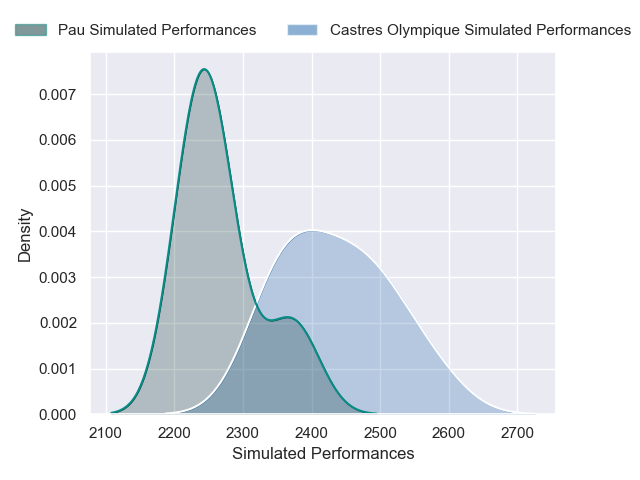 Pau Simulated Performances Castres Olympique Simulated Performances
0.007
0.006
0.005
0.004
0.003
0.002
0.001
0.000
Density
2100 2200 2300 2400 2500 2600 2700
Simulated Performances